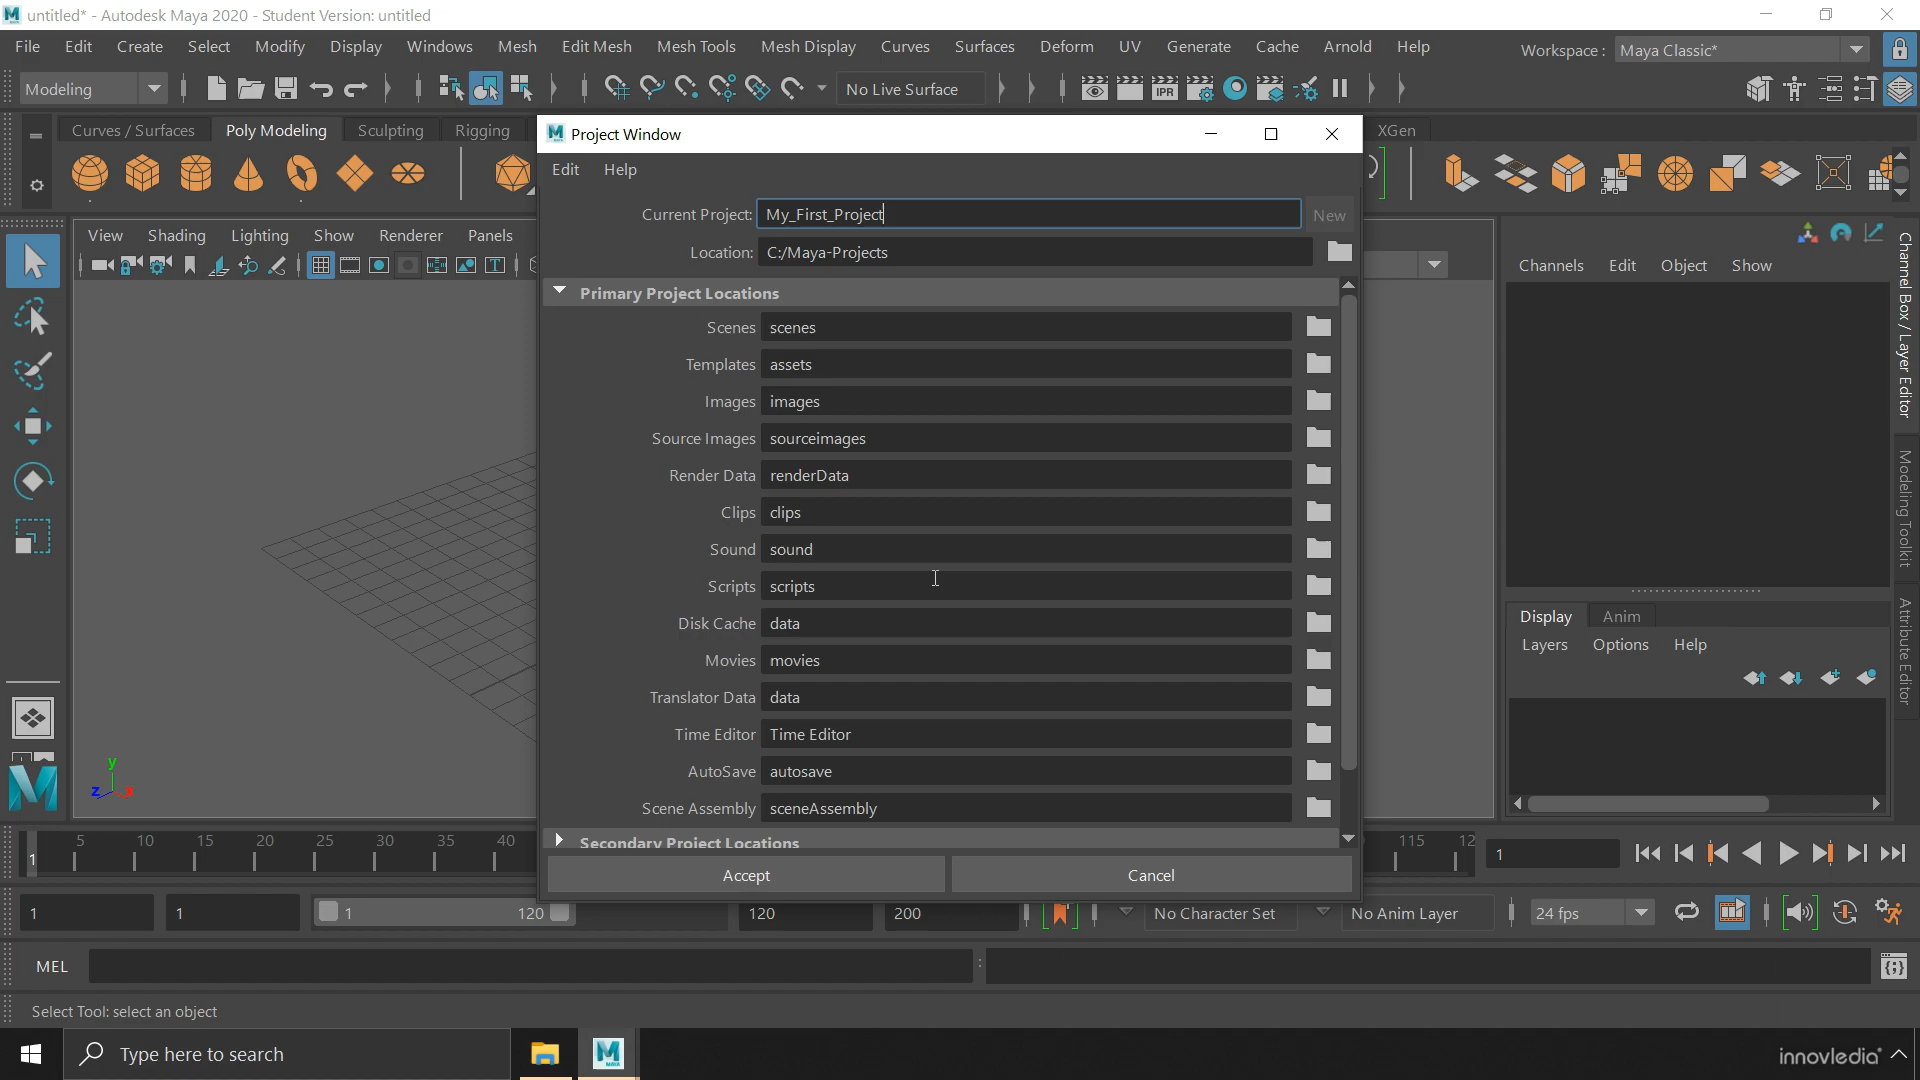 untitled* - Autodesk Maya 2020 - Student Version: untitled
File Edit Create Select Modify Display Windows Mesh Edit Mesh Mesh Tools Mesh Display Curves Surfaces Deform UV Generate Cache Arnold Help
Workspace : Maya Classic*
Modeling
IPR
No Live Surface
Curves / Surfaces Poly Modeling Sculpting Rigging
XGen
Project Window
Edit Help
Current Project: My_First_Project New
Location: C:/Maya-Projects
View Shading Lighting Show Renderer Panels
Channels Edit Object Show
Channel Box / Layer Editor
Modeling Toolkit
Attribute Editor
Primary Project Locations
Scenes scenes
Templates assets
Images images
Source Images sourceimages
Render Data renderData
Clips clips
Sound sound
Scripts scripts
Disk Cache data
Movies movies
Translator Data data
Time Editor Time Editor
AutoSave autosave
Scene Assembly sceneAssembly
Secondary Project Locations
Accept Cancel
Display Anim
Layers Options Help
y
z x
1 5 10 15 20 25 30 35 40 115 12
1
1 1 1 120 120 200
No Character Set No Anim Layer 24 fps
MEL
Select Tool: select an object
Type here to search
MAYA
innovledia